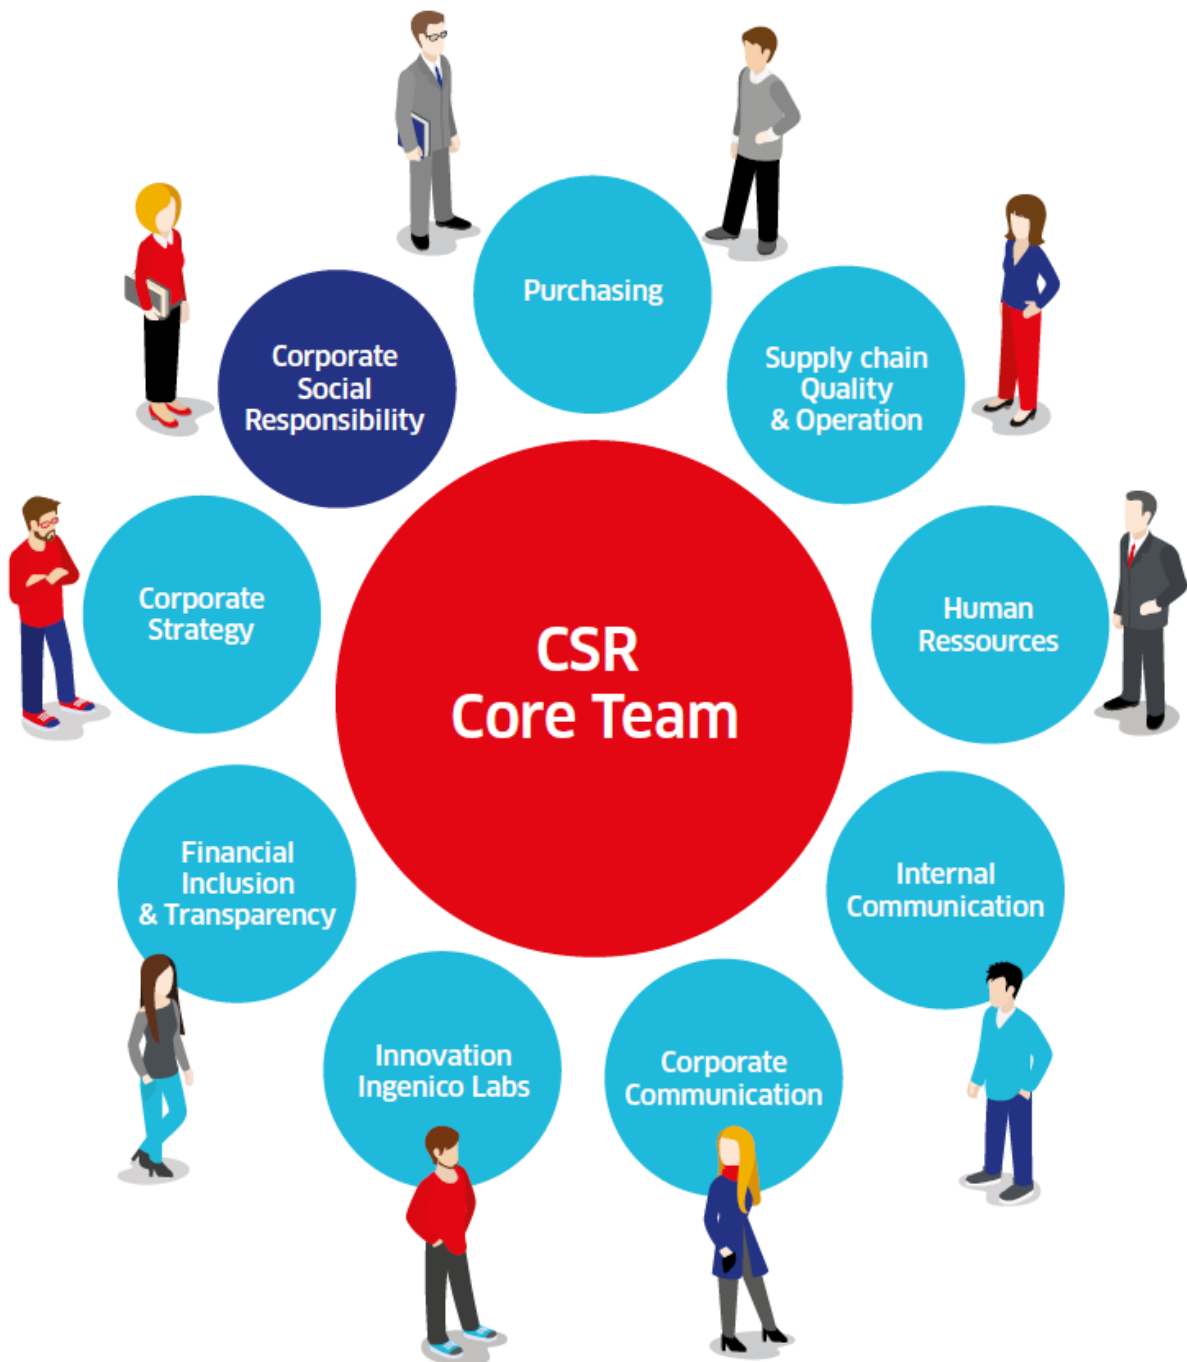 Purchasing
Corporate
Social
Responsibility
Supply chain
Quality
& Operation
Corporate
Strategy
Human
Ressources
CSR
Core Team
Financial
Inclusion
& Transparency
Internal
Communication
Innovation
Ingenico Labs
Corporate
Communication